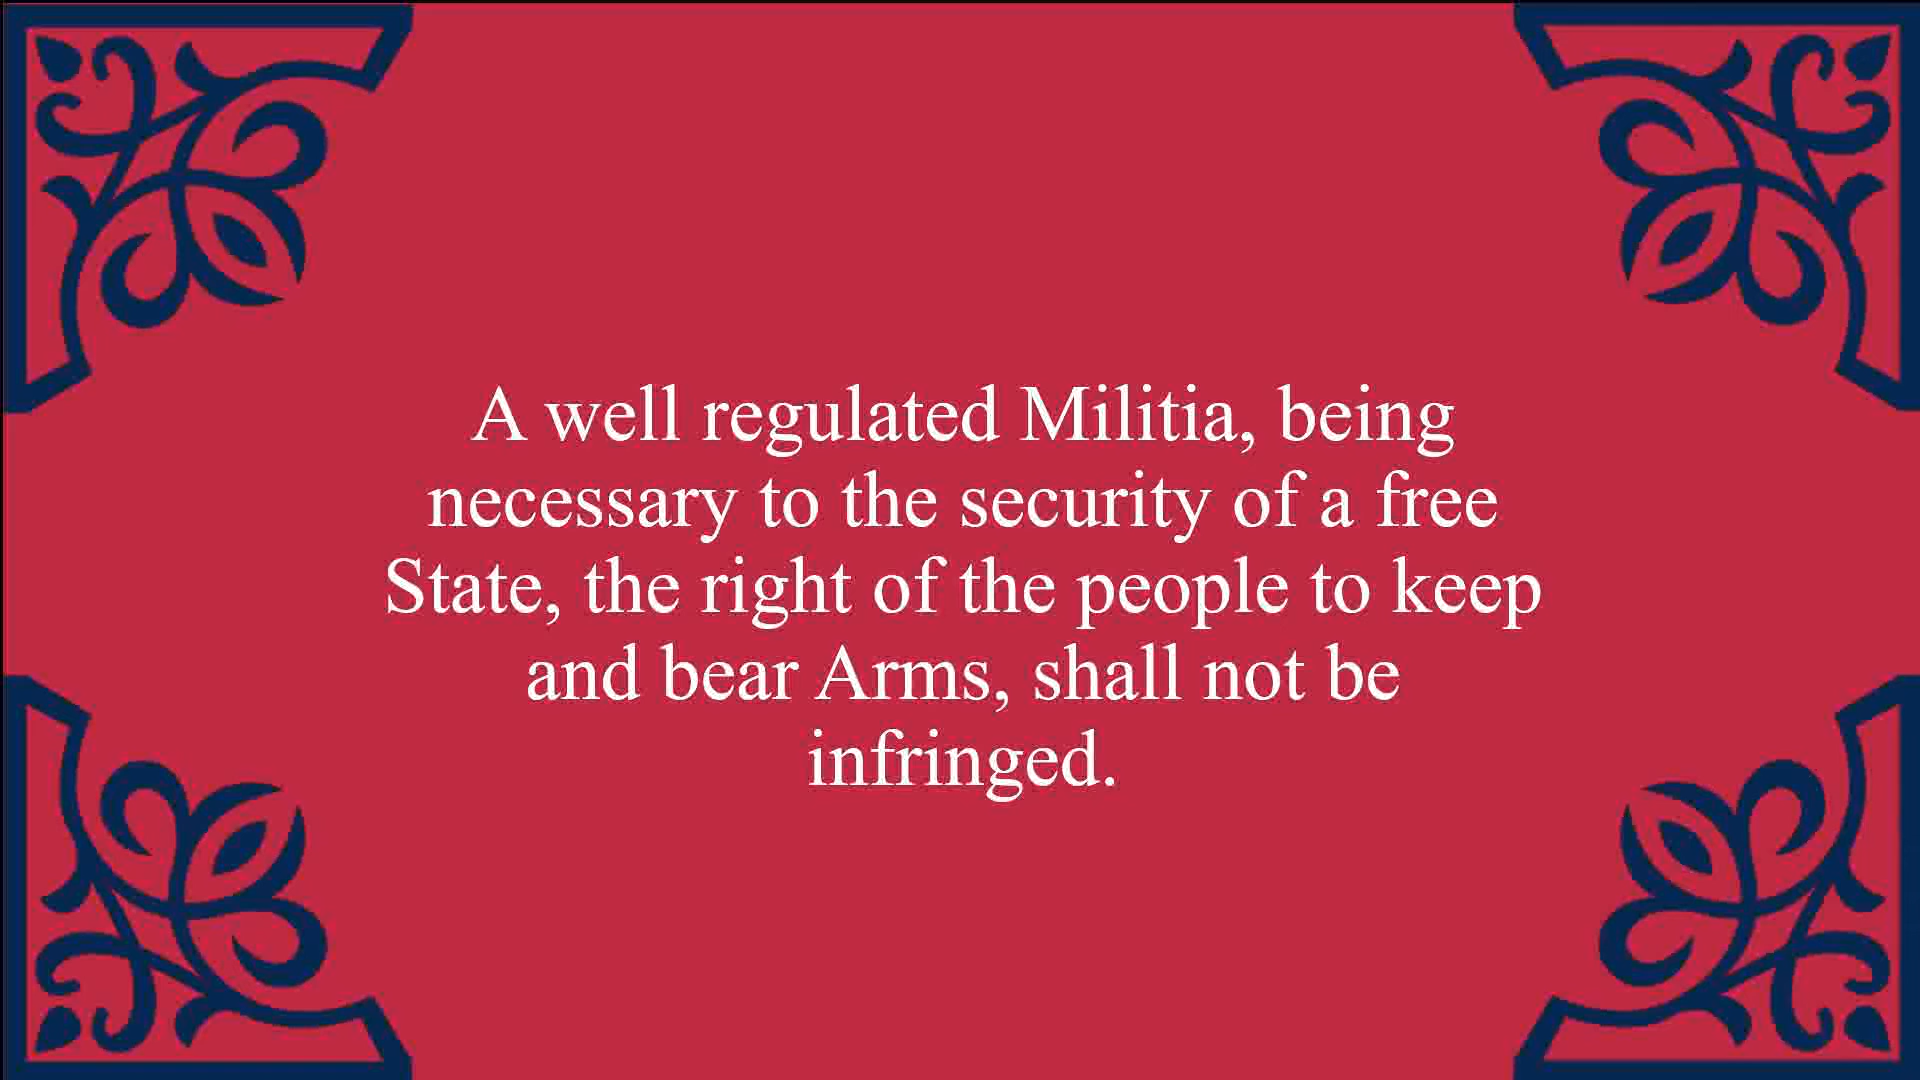 A well regulated Militia, being
necessary to the security of a free
State, the right of the people to keep
and bear Arms, shall not be
infringed.